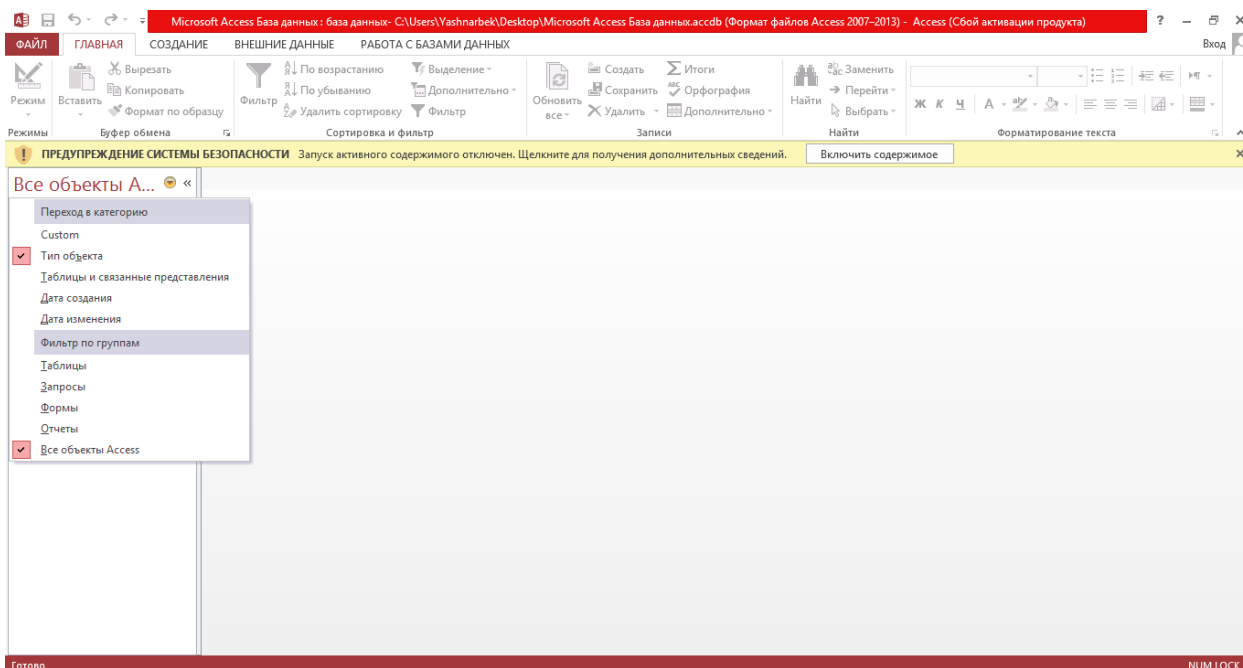 Microsoft Access База данных : база данных- C:\Users\Yashnarbek\Desktop\Microsoft Access База данных.accdb (Формат файлов Access 2007–2013) - Access (Сбой активации продукта)
ФАЙЛ ГЛАВНАЯ СОЗДАНИЕ ВНЕШНИЕ ДАННЫЕ РАБОТА С БАЗАМИ ДАННЫХ Вход
Режим
Режимы
Вставить
Вырезать
Копировать
Формат по образцу
Буфер обмена
Фильтр
По возрастанию
По убыванию
Удалить сортировку
Выделение
Дополнительно
Фильтр
Сортировка и фильтр
Обновить
все
Создать
Сохранить
Удалить
Итоги
Орфография
Дополнительно
Записи
Найти
Заменить
Перейти
Выбрать
Найти
Ж К Ч А
Форматирование текста
ПРЕДУПРЕЖДЕНИЕ СИСТЕМЫ БЕЗОПАСНОСТИ Запуск активного содержимого отключен. Щелкните для получения дополнительных сведений. Включить содержимое
Все объекты A... «
Переход в категорию
Custom
Тип объекта
Таблицы и связанные представления
Дата создания
Дата изменения
Фильтр по группам
Таблицы
Запросы
Формы
Отчеты
Все объекты Access
Готово NUM LOCK